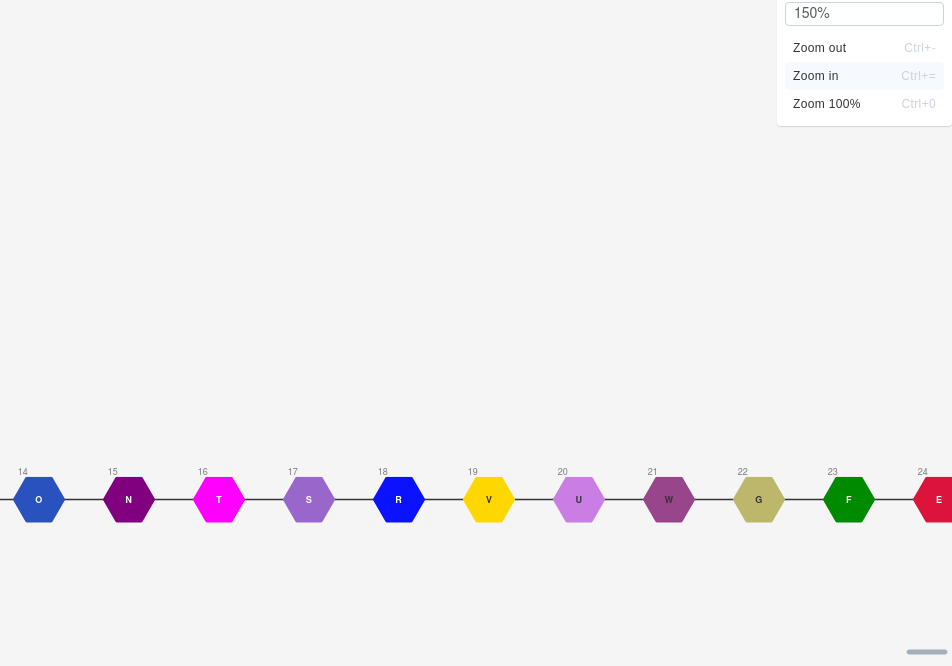 150%
Zoom out Ctrl+-
Zoom in Ctrl+=
Zoom 100% Ctrl+0
14 15 16 17 18 19 20 21 22 23 24
O N T S R V U W G F E